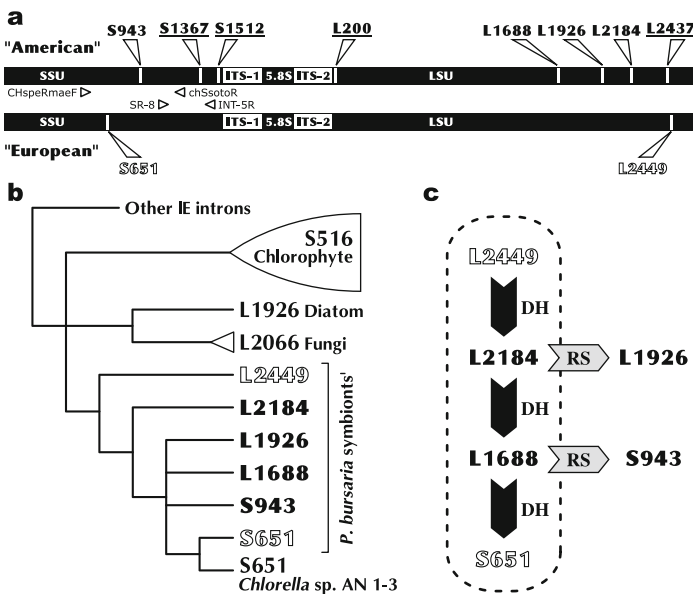 a
S943 S1367 S1512 L200 L1688 L1926 L2184 L2437
"American"
SSU ITS-1 5.8S ITS-2 LSU
CHspeRmaeF chSsotoR
SR-8 INT-5R
SSU ITS-1 5.8S ITS-2 LSU
"European"
S651 L2449
b
Other IE introns
S516
Chlorophyte
L1926 Diatom
L2066 Fungi
L2449
L2184
L1926
L1688
S943
S651
P. bursaria symbionts'
S651
Chlorella sp. AN 1-3
c
L2449
DH
L2184 RS L1926
DH
L1688 RS S943
DH
S651